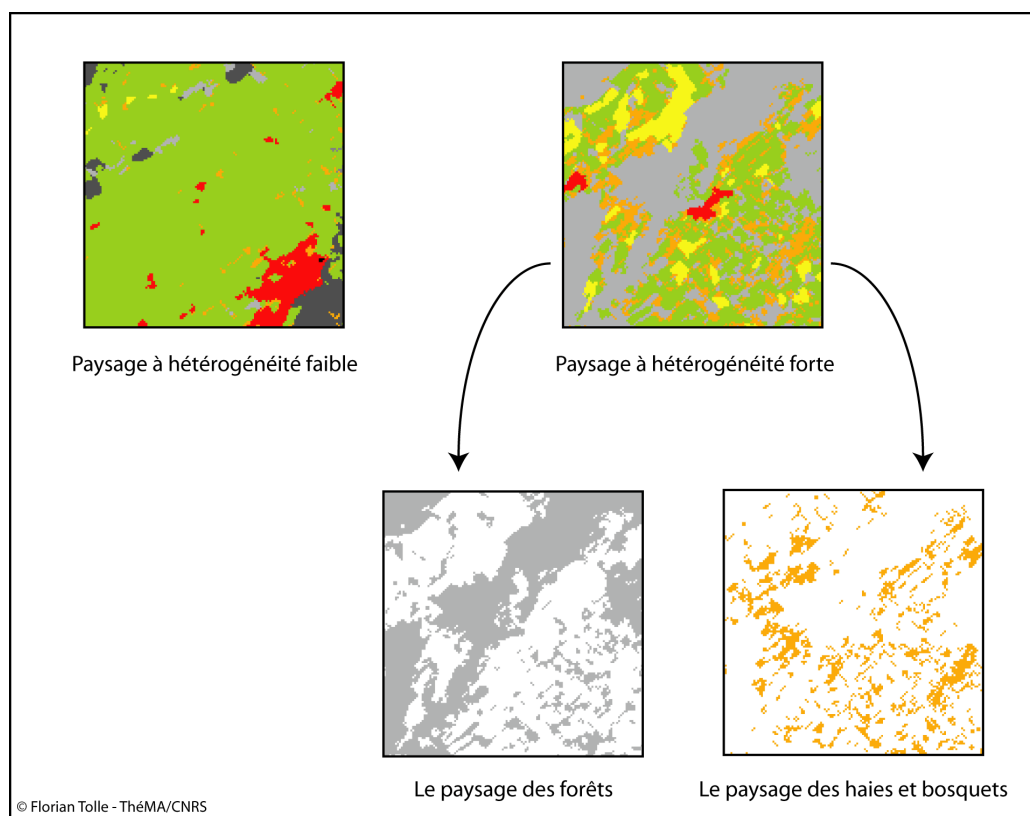 Paysage à hétérogénéité faible
Paysage à hétérogénéité forte
Le paysage des forêts
Le paysage des haies et bosquets
© Florian Tolle - ThéMA/CNRS